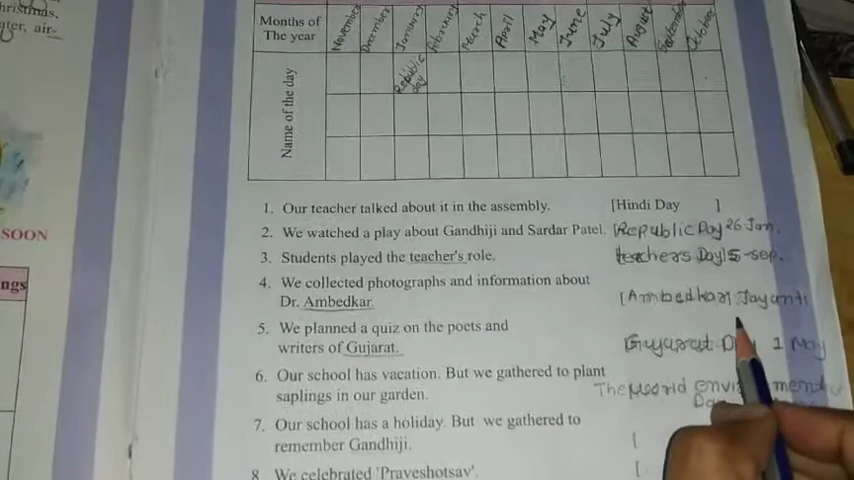 hristmas,
ater, air-
SOON
ngs
Months of
The year
November
December
January
February
March
April
May
June
July
August
September
October
Name of the day
Republic
day
1. Our teacher talked about it in the assembly. [Hindi Day ]
2. We watched a play about Gandhiji and Sardar Patel. [Republic Day 26 Jan.
3. Students played the teacher's role. teachers Day 5-sep.
4. We collected photographs and information about
Dr. Ambedkar. [Ambedkar Jayanti
5. We planned a quiz on the poets and
writers of Gujarat. Gujarat 1 May
6. Our school has vacation. But we gathered to plant
saplings in our garden. The world
7. Our school has a holiday. But we gathered to
remember Gandhiji. [
8 We celebrated 'Praveshotsav'. [